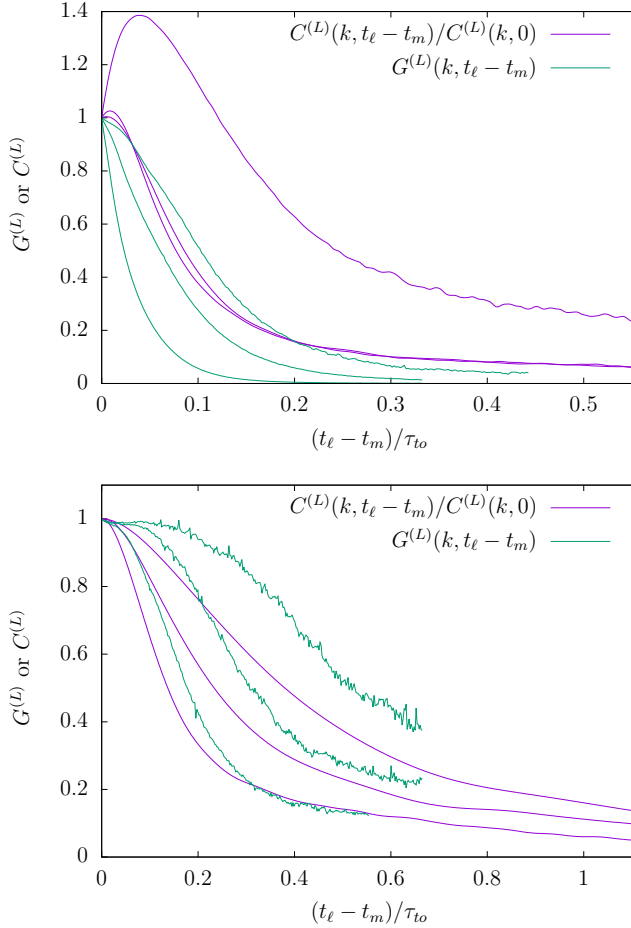 1.4
1.2
1
0.8
0.6
0.4
0.2
0
G^{(L)} or C^{(L)}
C^{(L)}(k, t_ℓ − t_m)/C^{(L)}(k, 0)
G^{(L)}(k, t_ℓ − t_m)
0 0.1 0.2 0.3 0.4 0.5
(t_ℓ − t_m)/τ_{to}
1
0.8
0.6
0.4
0.2
0
G^{(L)} or C^{(L)}
C^{(L)}(k, t_ℓ − t_m)/C^{(L)}(k, 0)
G^{(L)}(k, t_ℓ − t_m)
0 0.2 0.4 0.6 0.8 1
(t_ℓ − t_m)/τ_{to}